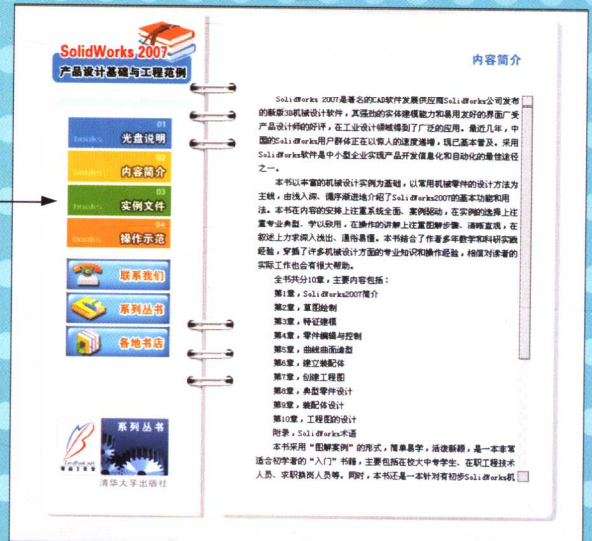 SolidWorks 2007
产品设计基础与工程范例
01
books 光盘说明
02
books 内容简介
03
books 实例文件
04
books 操作示范
联系我们
系列丛书
各地书店
系列丛书
清华大学出版社
内容简介
SolidWorks 2007是著名的CAD软件发展供应商SolidWorks公司发布
的新版3D机械设计软件，其强劲的实体建模能力和易用友好的界面广受
产品设计师的好评，在工业设计领域得到了广泛的应用。最近几年，中
国的SolidWorks用户群体正在以惊人的速度递增，现已基本普及。采用
SolidWorks软件是中小型企业实现产品开发信息化和自动化的最佳途径
之一。
本书以丰富的机械设计实例为基础，以常用机械零件的设计方法为
主线，由浅入深、循序渐进地介绍了SolidWorks2007的基本功能和用
法。本书在内容的安排上注重系统全面、案例驱动，在实例的选择上注
重专业典型、学以致用，在操作的讲解上注重图解步骤、清晰直观，在
叙述上力求深入浅出、通俗易懂。本书结合了作者多年教学和科研实践
经验，穿插了许多机械设计方面的专业知识和操作经验，相信对读者的
实际工作也会有很大帮助。
全书共分10章，主要内容包括：
第1章，SolidWorks2007简介
第2章，草图绘制
第3章，特征建模
第4章，零件编辑与控制
第5章，曲线曲面造型
第6章，建立装配体
第7章，创建工程图
第8章，典型零件设计
第9章，装配体设计
第10章，工程图的设计
附录，SolidWorks术语
本书采用“图解案例”的形式，简单易学，活泼新颖，是一本非常
适合初学者的“入门”书籍，主要包括在校大中专学生、在职工程技术
人员、求职换岗人员等。同时，本书还是一本针对有初步SolidWorks机